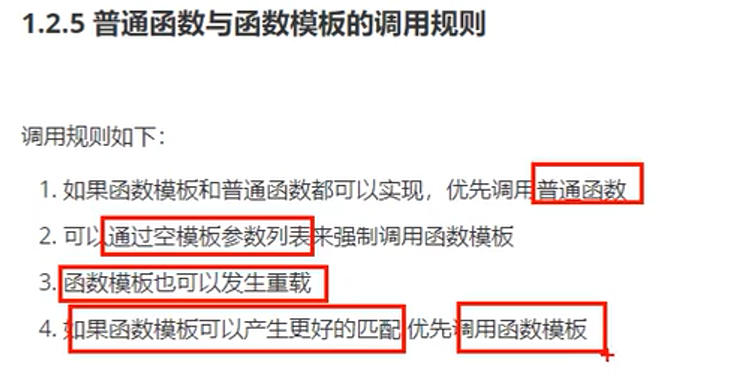 1.2.5 普通函数与函数模板的调用规则
调用规则如下：
1. 如果函数模板和普通函数都可以实现，优先调用普通函数
2. 可以通过空模板参数列表来强制调用函数模板
3. 函数模板也可以发生重载
4. 如果函数模板可以产生更好的匹配,优先调用函数模板